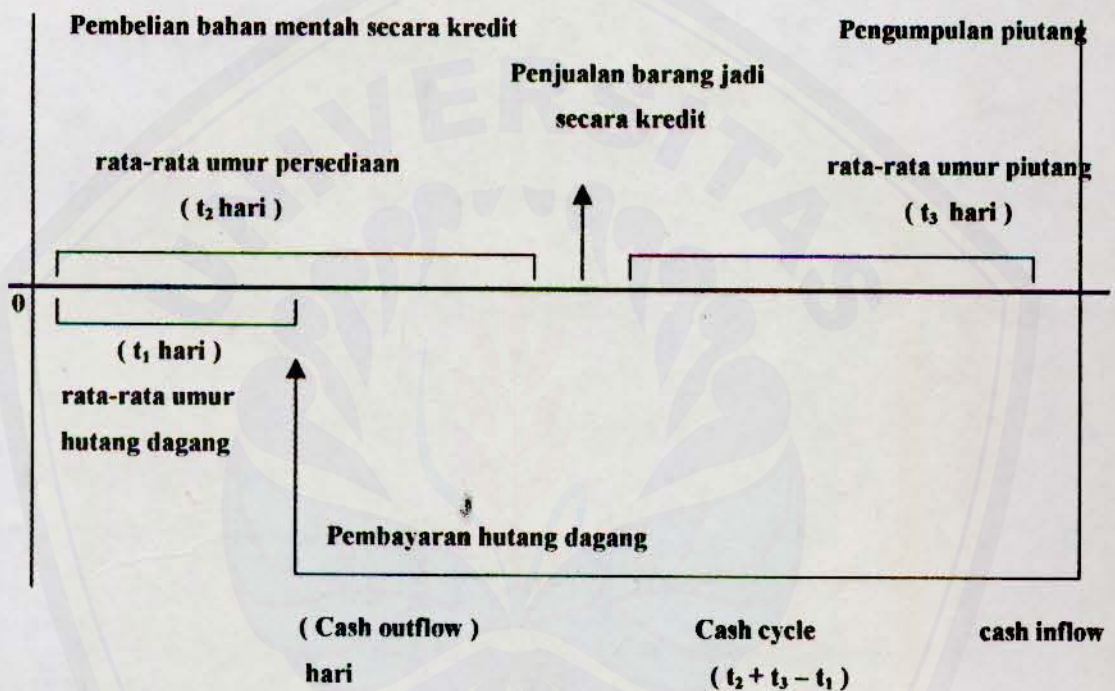 Pembelian bahan mentah secara kredit
Pengumpulan piutang
Penjualan barang jadi
secara kredit
rata-rata umur persediaan
( t₂ hari )
rata-rata umur piutang
( t₃ hari )
0
( t₁ hari )
rata-rata umur
hutang dagang
Pembayaran hutang dagang
( Cash outflow )
hari
Cash cycle
( t₂ + t₃ – t₁ )
cash inflow
UNIVERSITAS